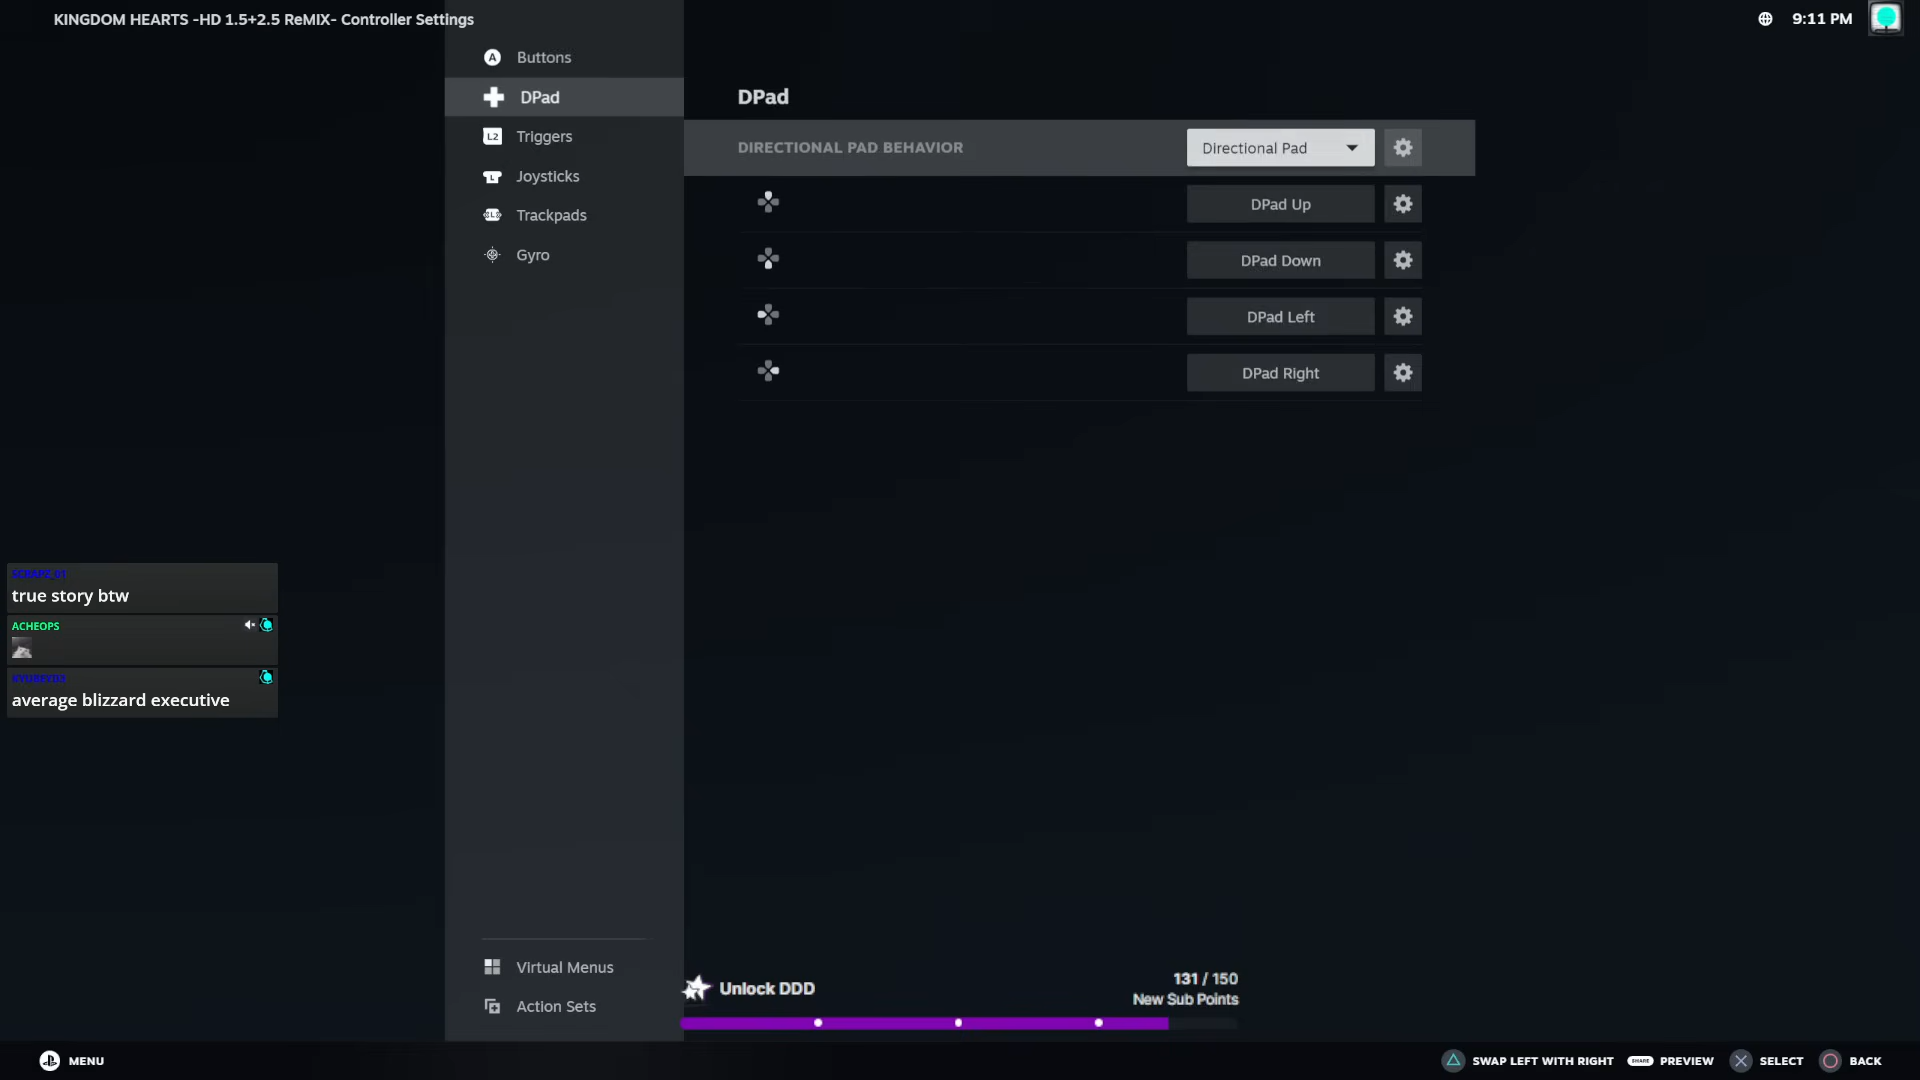 KINGDOM HEARTS -HD 1.5+2.5 ReMIX- Controller Settings
9:11 PM
A Buttons
DPad
L2 Triggers
L Joysticks
Trackpads
Gyro
Virtual Menus
Action Sets
DPad
DIRECTIONAL PAD BEHAVIOR
Directional Pad
DPad Up
DPad Down
DPad Left
DPad Right
true story btw
ACHEOPS
average blizzard executive
Unlock DDD
131 / 150
New Sub Points
MENU
SWAP LEFT WITH RIGHT
SHARE PREVIEW
SELECT
BACK